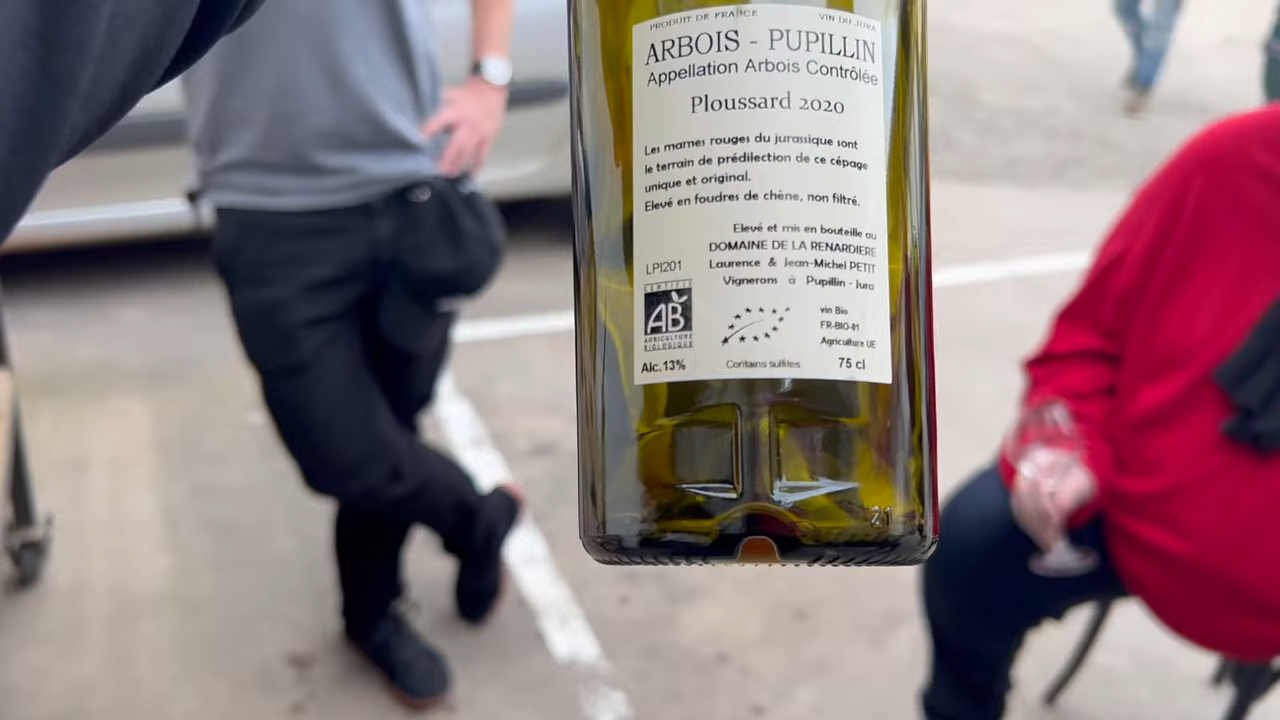 PRODUIT DE FRANCE VIN DU JURA
ARBOIS - PUPILLIN
Appellation Arbois Contrôlée
Ploussard 2020
Les marnes rouges du jurassique sont
le terrain de prédilection de ce cépage
unique et original.
Elevé en foudres de chêne, non filtré.
Elevé et mis en bouteille au
DOMAINE DE LA RENARDIERE
Laurence & Jean-Michel PETIT
Vignerons à Pupillin - Jura
LPI201
CERTIFIÉ
AB
AGRICULTURE
BIOLOGIQUE
vin Bio
FR-BIO-01
Agriculture UE
Alc.13% Contains sulfites 75 cl
21